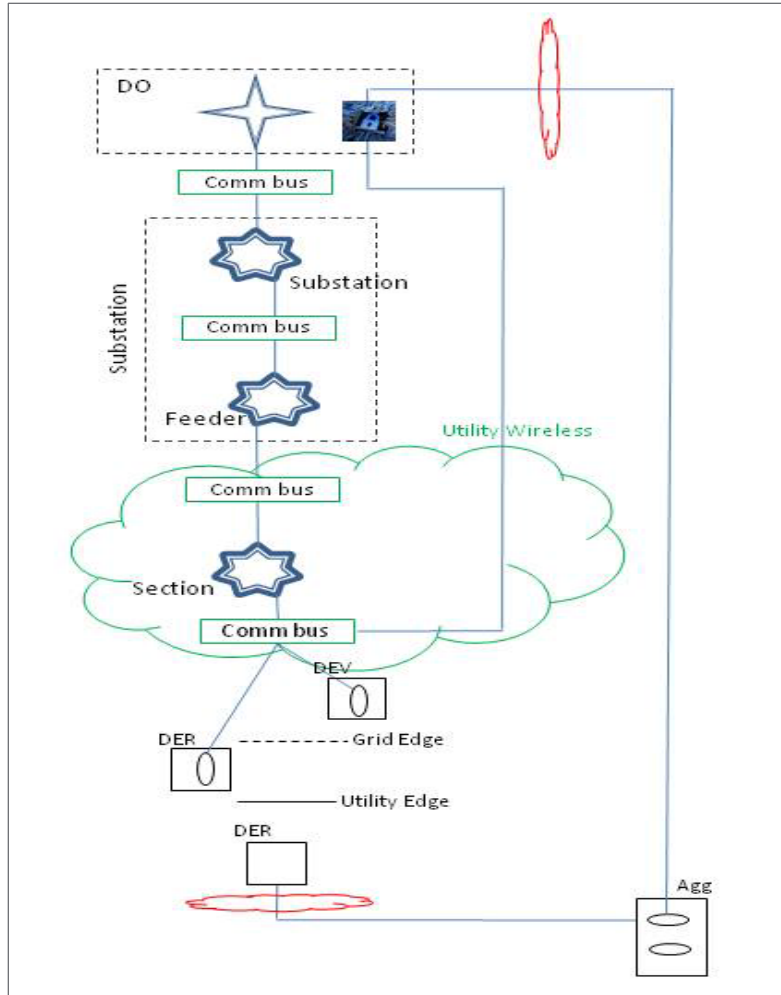 DO
Comm bus
Substation
Substation
Comm bus
Feeder
Utility Wireless
Comm bus
Section
Comm bus
DEV
DER
Grid Edge
Utility Edge
DER
Agg